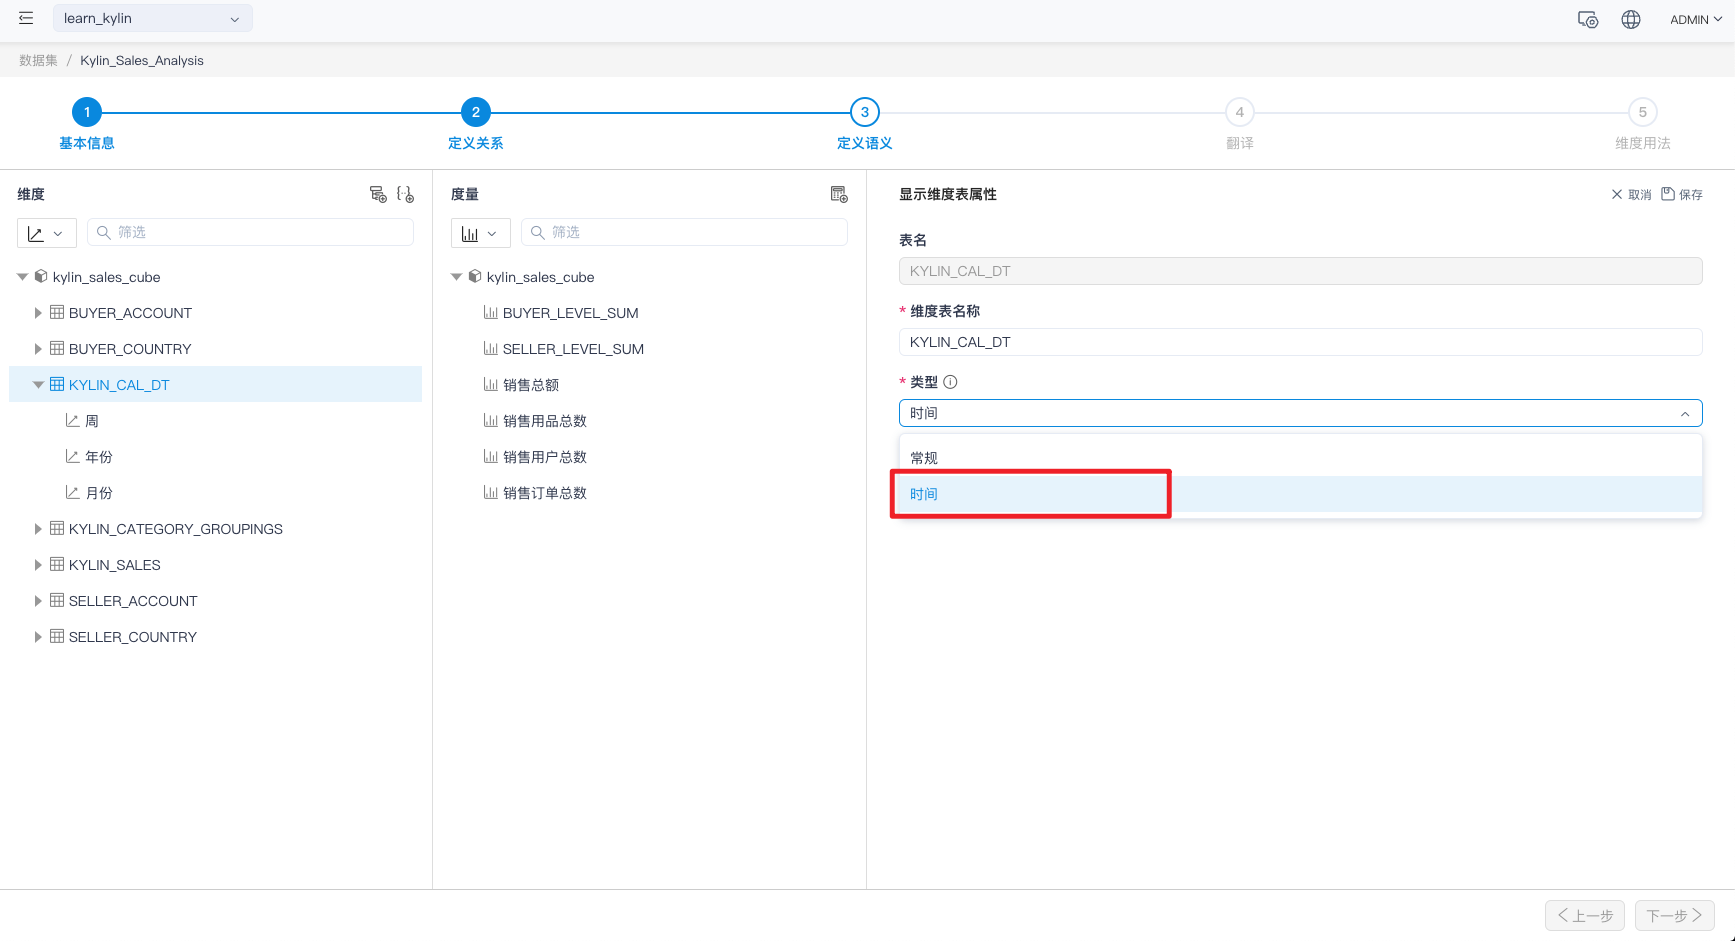 learn_kylin
ADMIN
数据集 / Kylin_Sales_Analysis
1
2
3
4
5
基本信息
定义关系
定义语义
翻译
维度用法
维度
筛选
kylin_sales_cube
BUYER_ACCOUNT
BUYER_COUNTRY
KYLIN_CAL_DT
周
年份
月份
KYLIN_CATEGORY_GROUPINGS
KYLIN_SALES
SELLER_ACCOUNT
SELLER_COUNTRY
度量
筛选
kylin_sales_cube
BUYER_LEVEL_SUM
SELLER_LEVEL_SUM
销售总额
销售用品总数
销售用户总数
销售订单总数
显示维度表属性
取消 保存
表名
KYLIN_CAL_DT
* 维度表名称
KYLIN_CAL_DT
* 类型
时间
常规
时间
上一步
下一步